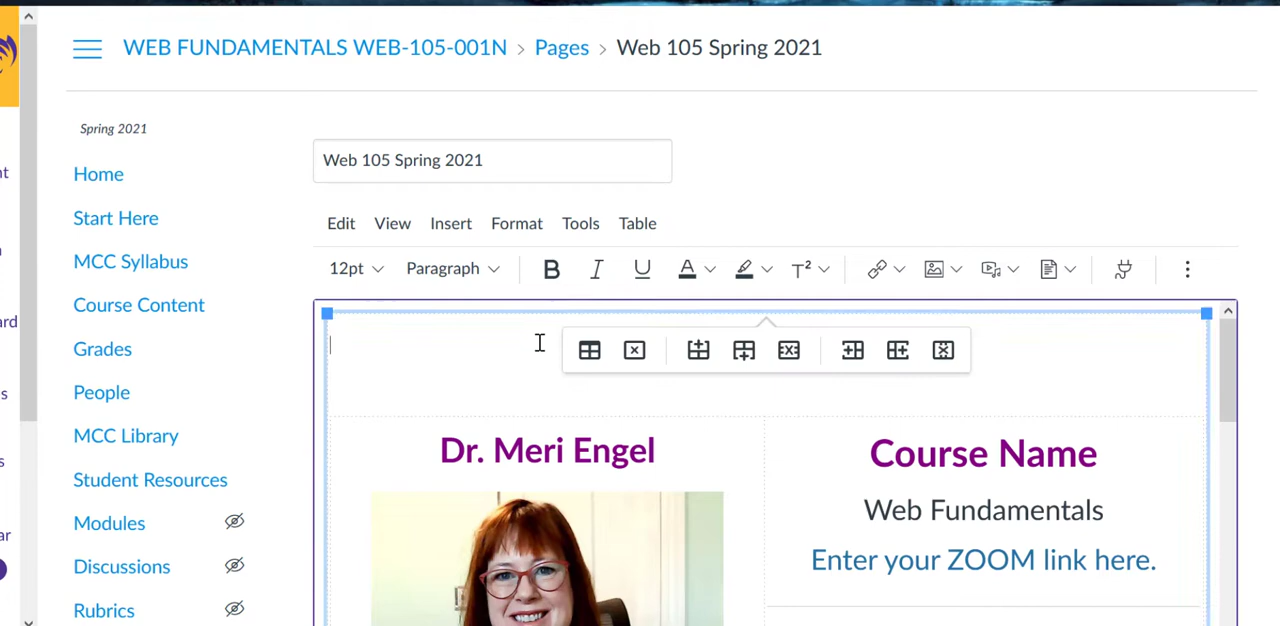 WEB FUNDAMENTALS WEB-105-001N > Pages > Web 105 Spring 2021
Spring 2021
Home
Start Here
MCC Syllabus
Course Content
Grades
People
MCC Library
Student Resources
Modules
Discussions
Rubrics
Web 105 Spring 2021
Edit View Insert Format Tools Table
12pt Paragraph B I U A T²
Dr. Meri Engel
Course Name
Web Fundamentals
Enter your ZOOM link here.